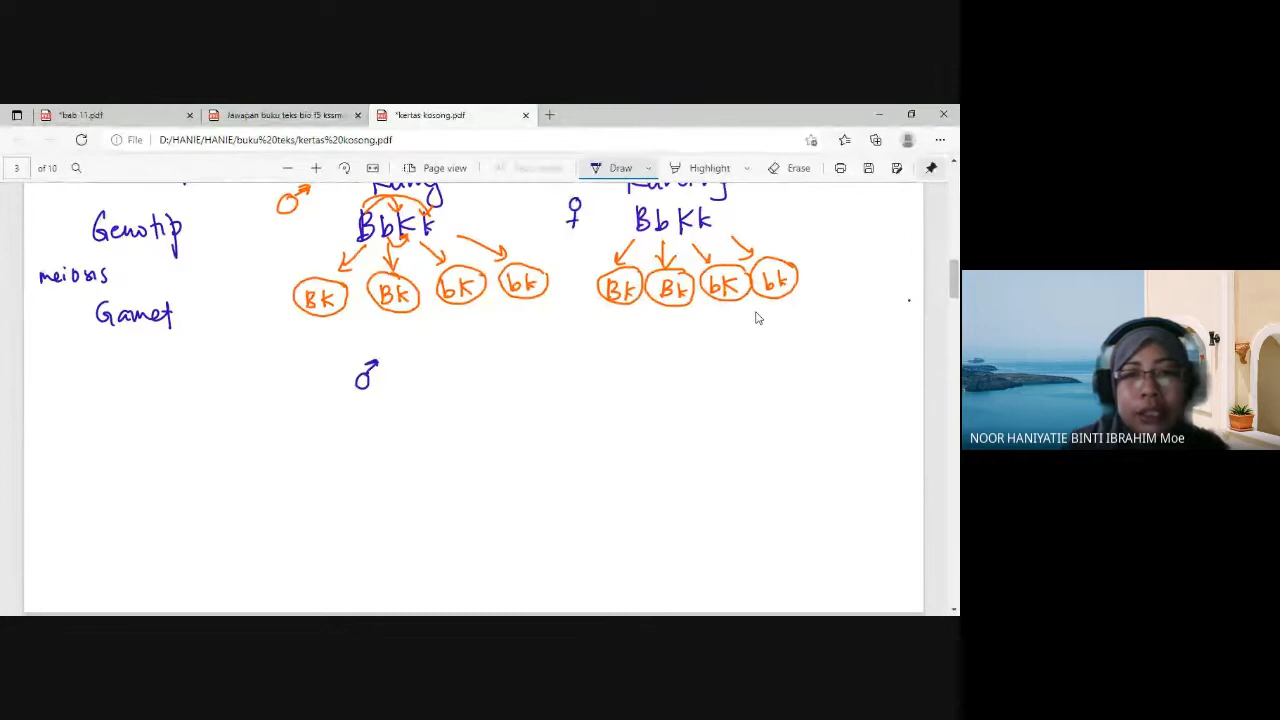 *bab 11.pdf
Jawapan buku teks bio f5 kssm
*kertas kosong.pdf
File
D:/HANIE/HANIE/buku%20teks/kertas%20kosong.pdf
3 of 10
Page view
Draw
Highlight
Erase
♂
♀
Genotip
BbKk
BbKk
meiosis
BK Bk bK bk
BK Bk bK bk
Gamet
♂
NOOR HANIYATIE BINTI IBRAHIM Moe